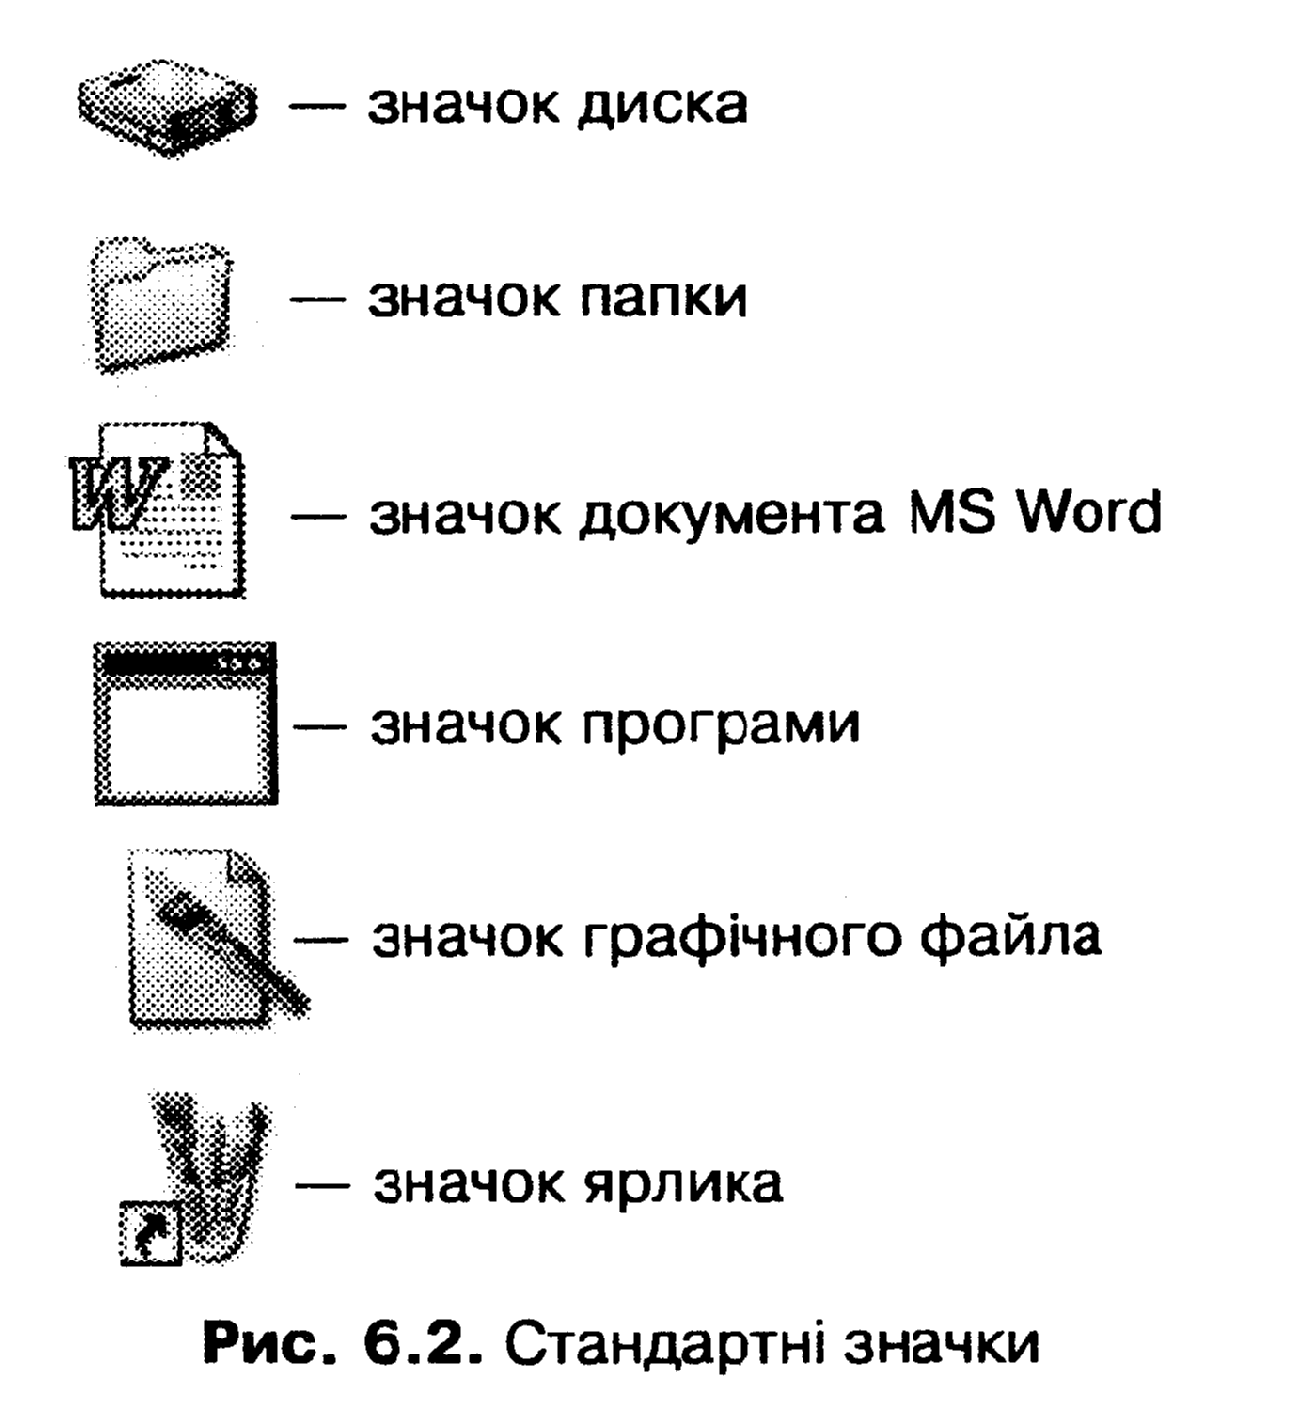 — значок диска
— значок папки
W — значок документа MS Word
— значок програми
— значок графічного файла
— значок ярлика
Рис. 6.2. Стандартні значки